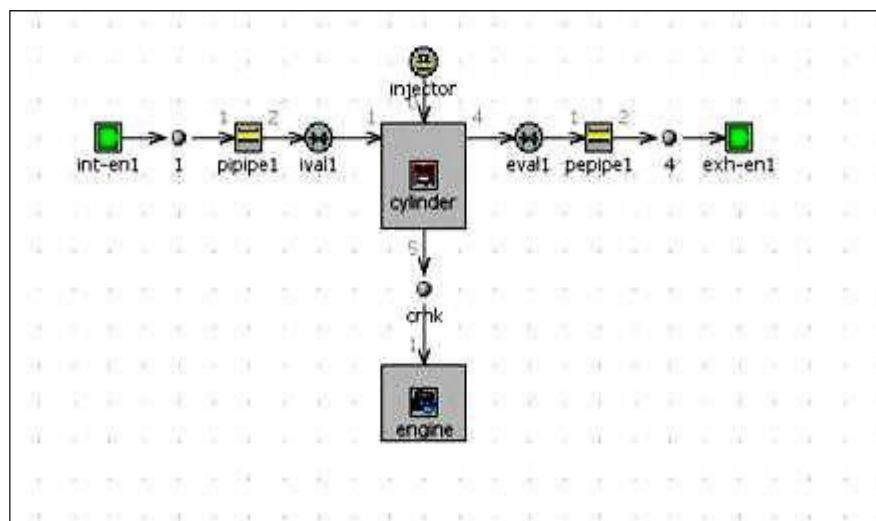 injector
1 2 1 4 1 2
int-en1 1 pipipe1 ival1 eval1 pepipe1 4 exh-en1
cylinder
5
crnk
1
engine